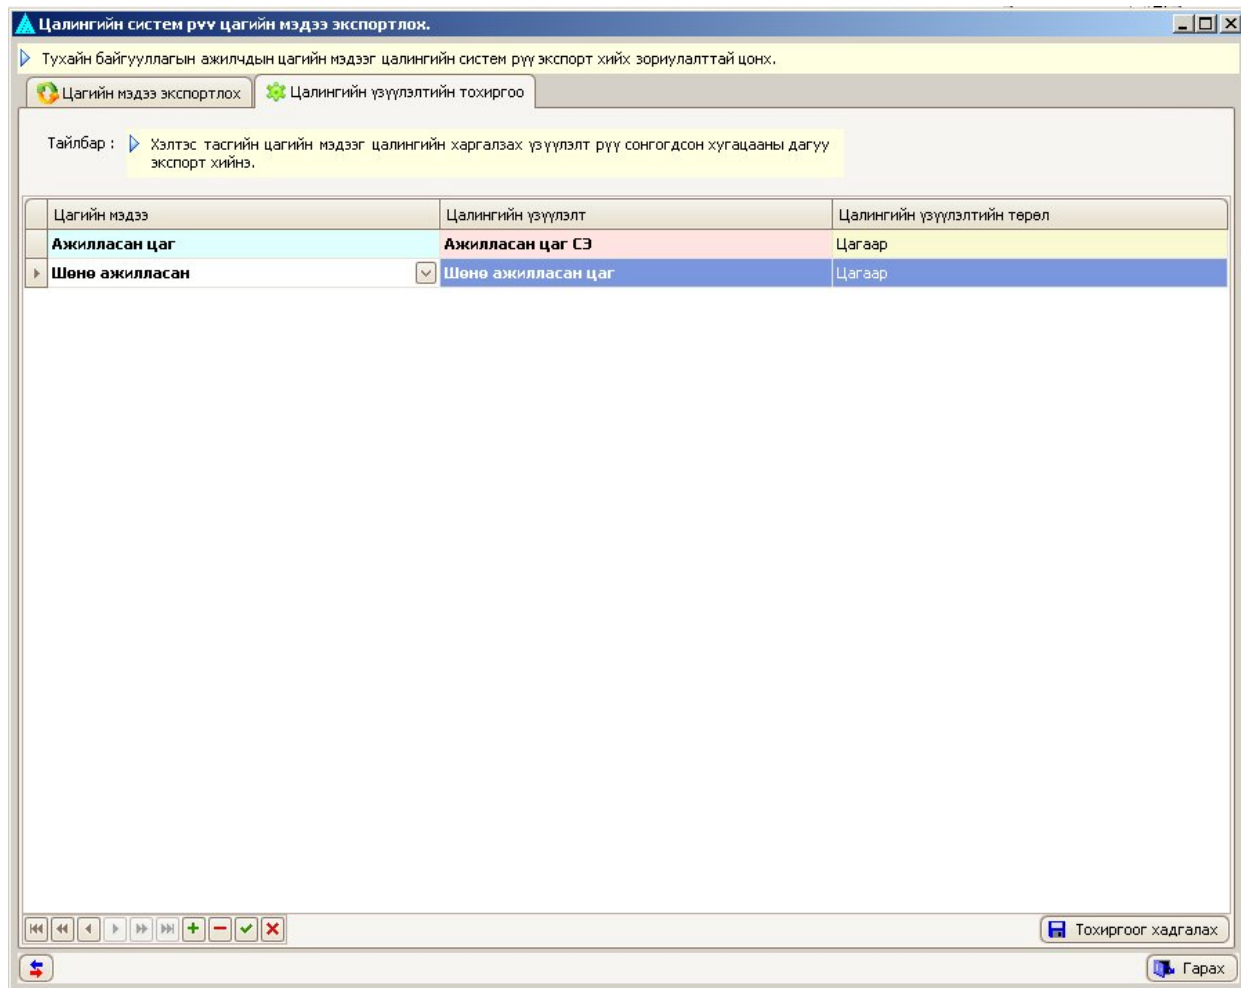 Цалингийн систем рүү цагийн мэдээ экспортлох.
Тухайн байгууллагын ажилчдын цагийн мэдээг цалингийн систем рүү экспорт хийх зориулалттай цонх.
Цагийн мэдээ экспортлох
Цалингийн үзүүлэлтийн тохиргоо
Тайлбар :
Хэлтэс тасгийн цагийн мэдээг цалингийн харгалзах үзүүлэлт рүү сонгогдсон хугацааны дагуу
экспорт хийнэ.
Цагийн мэдээ Цалингийн үзүүлэлт Цалингийн үзүүлэлтийн төрөл
Ажилласан цаг Ажилласан цаг СЭ Цагаар
Шөнө ажилласан Шөнө ажилласан цаг Цагаар
Тохиргоог хадгалах
Гарах